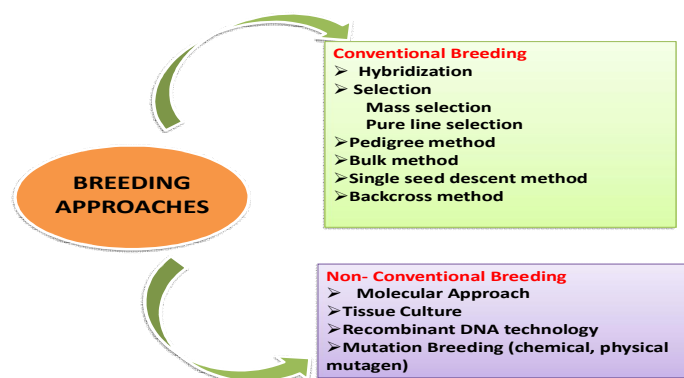 BREEDING
APPROACHES
Conventional Breeding
➢ Hybridization
➢ Selection
Mass selection
Pure line selection
➢Pedigree method
➢Bulk method
➢Single seed descent method
➢Backcross method
Non- Conventional Breeding
➢ Molecular Approach
➢Tissue Culture
➢Recombinant DNA technology
➢Mutation Breeding (chemical, physical
mutagen)